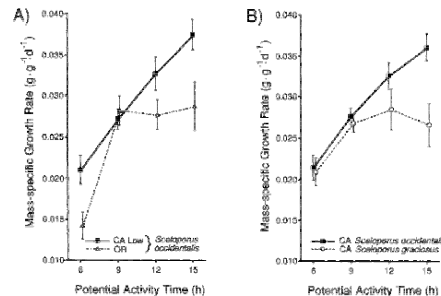 A)
Mass-specific Growth Rate (g·g⁻¹d⁻¹)
0.040
0.035
0.030
0.025
0.020
0.015
0.010
CA Low
OR
Sceloporus
occidentalis
6 9 12 15
Potential Activity Time (h)
B)
Mass-specific Growth Rate (g·g⁻¹d⁻¹)
0.040
0.035
0.030
0.025
0.020
0.015
0.010
CA Sceloporus occidentali
CA Sceloporus graciosus
6 9 12 15
Potential Activity Time (h)